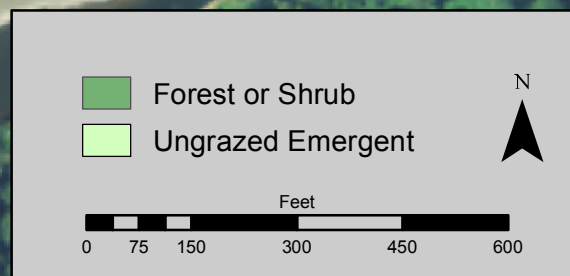 Forest or Shrub
N
Ungrazed Emergent
Feet
0 75 150 300 450 600